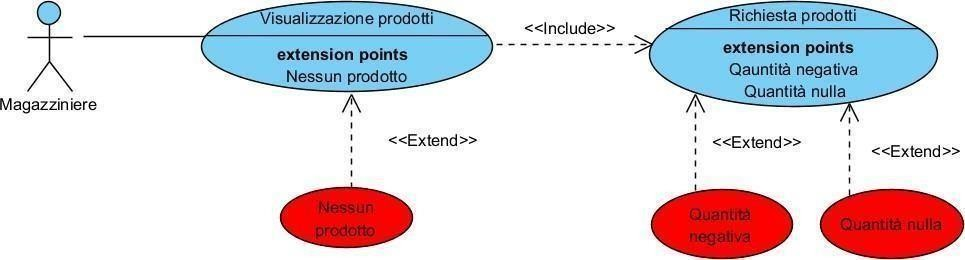 Magazziniere
Visualizzazione prodotti
extension points
Nessun prodotto
<<Include>>
Richiesta prodotti
extension points
Qauntità negativa
Quantità nulla
<<Extend>>
<<Extend>>
<<Extend>>
Nessun
prodotto
Quantità
negativa
Quantità nulla